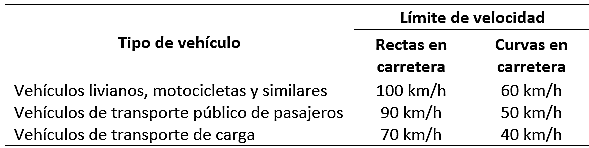 Tipo de vehículo
Límite de velocidad
Rectas en carretera
Curvas en carretera
Vehículos livianos, motocicletas y similares 100 km/h 60 km/h
Vehículos de transporte público de pasajeros 90 km/h 50 km/h
Vehículos de transporte de carga 70 km/h 40 km/h